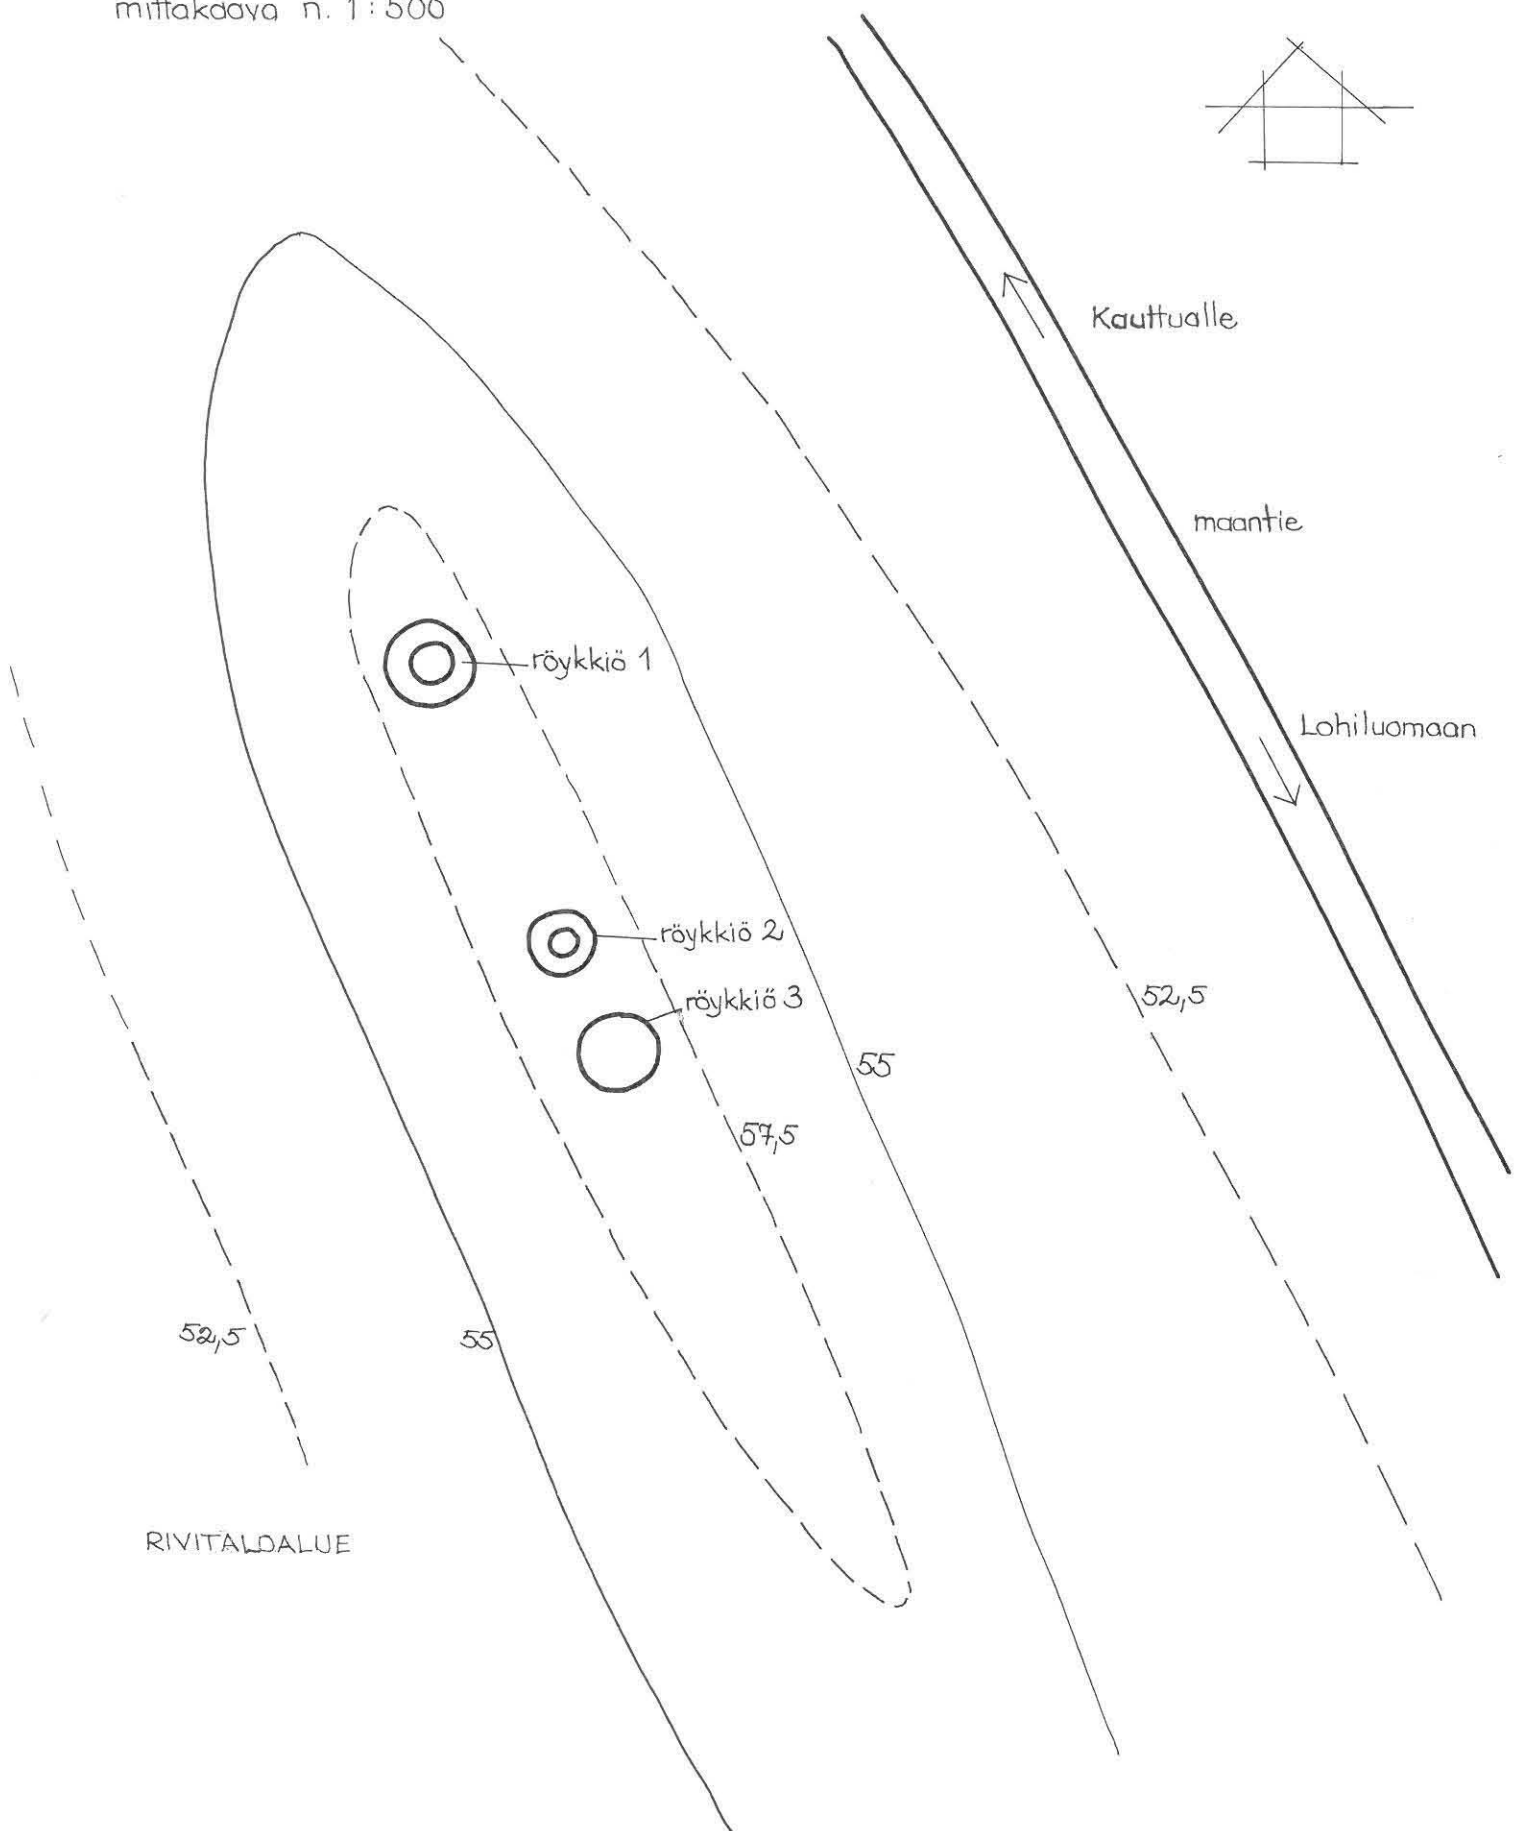 mittakaava n. 1:500
Kauttualle
maantie
röykkiö 1
Lohiluomaan
röykkiö 2
röykkiö 3
52,5
55
57,5
52,5
55
RIVITALOALUE